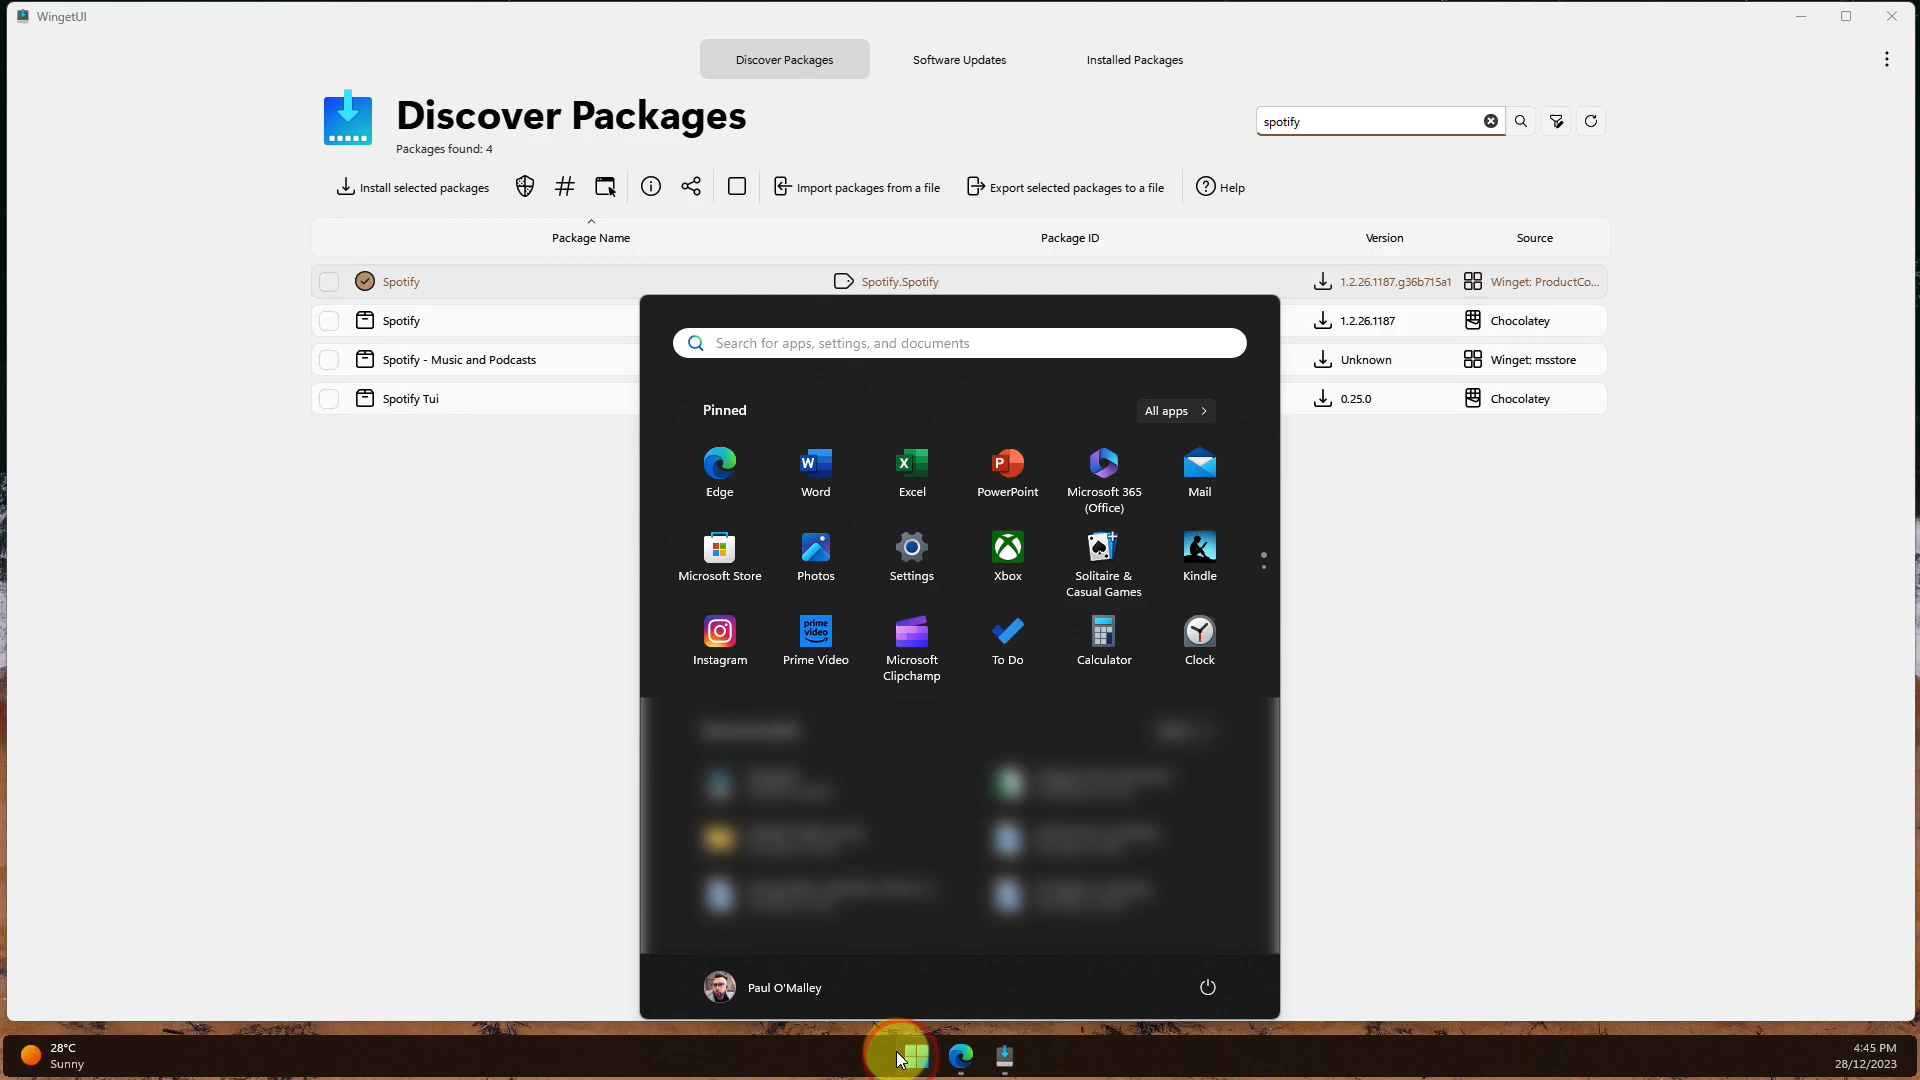 WingetUI
Discover Packages
Software Updates
Installed Packages
Discover Packages
Packages found: 4
spotify
Install selected packages
Import packages from a file
Export selected packages to a file
Help
Package Name
Package ID
Version
Source
Spotify
Spotify.Spotify
1.2.26.1187.g36b715a1
Winget: ProductCo...
Spotify
1.2.26.1187
Chocolatey
Spotify - Music and Podcasts
Unknown
Winget: msstore
Spotify Tui
0.25.0
Chocolatey
Search for apps, settings, and documents
Pinned
All apps
Edge
Word
Excel
PowerPoint
Microsoft 365
(Office)
Mail
Microsoft Store
Photos
Settings
Xbox
Solitaire &
Casual Games
Kindle
prime
video
Instagram
Prime Video
Microsoft
Clipchamp
To Do
Calculator
Clock
Paul O'Malley
28°C
Sunny
4:45 PM
28/12/2023